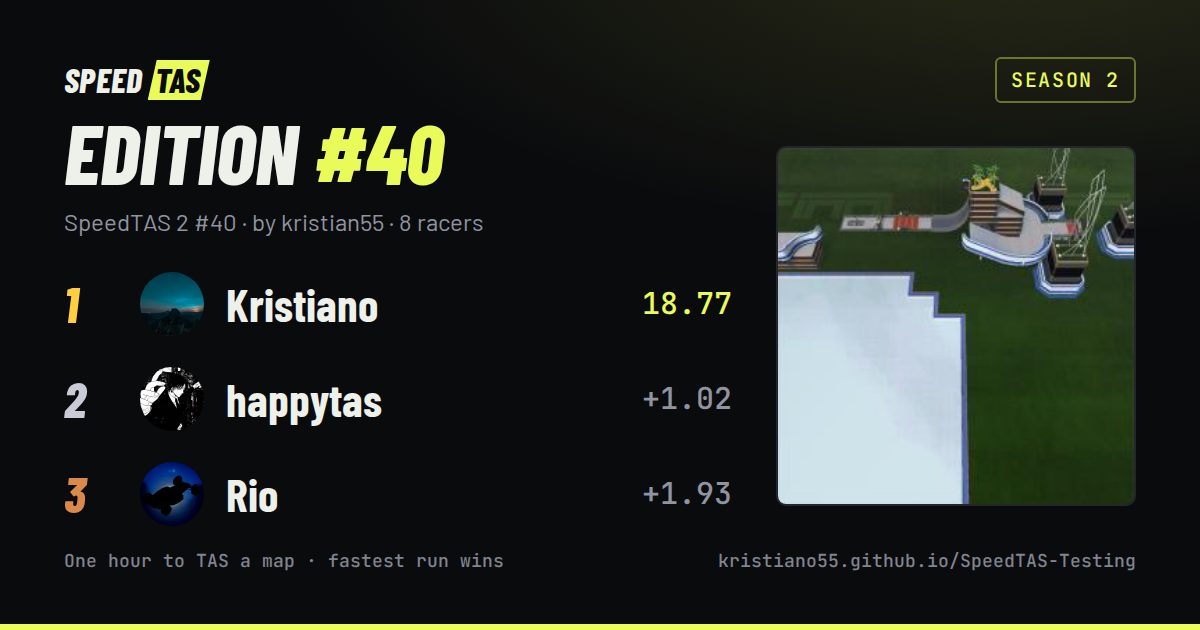 SPEED TAS
SEASON 2
EDITION #40
SpeedTAS 2 #40 · by kristian55 · 8 racers
1 Kristiano 18.77
2 happytas +1.02
3 Rio +1.93
One hour to TAS a map · fastest run wins
kristiano55.github.io/SpeedTAS-Testing